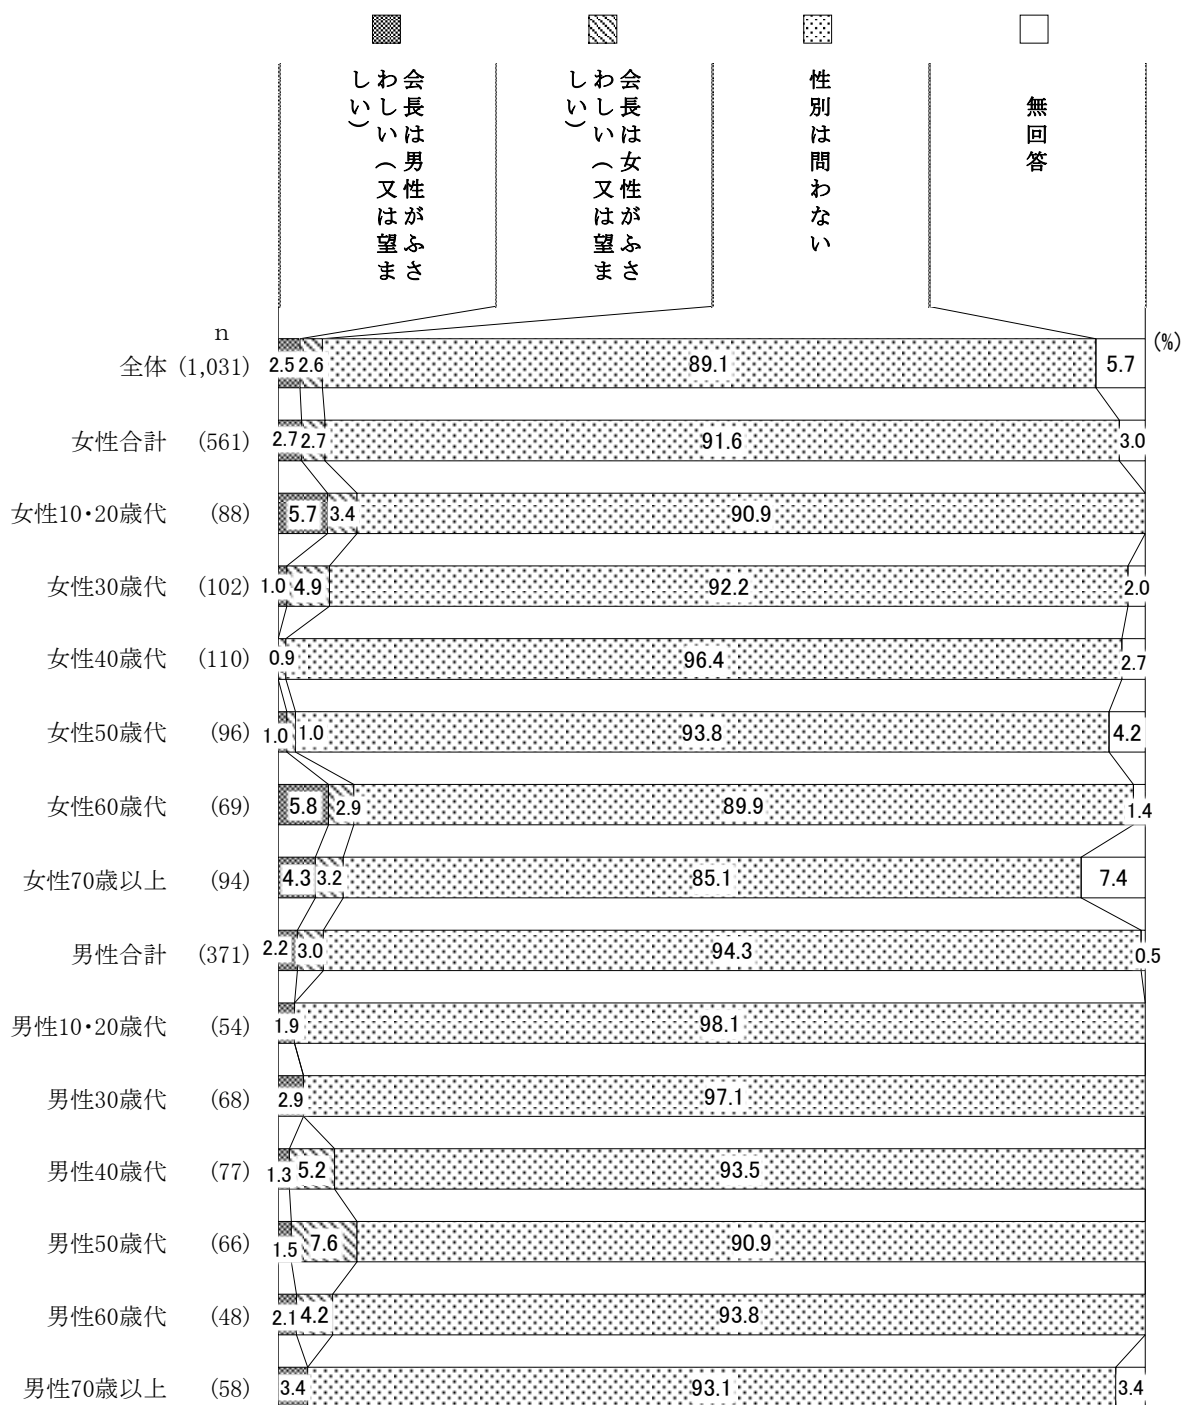 会長は男性がふさ
わしい（又は望ま
しい）
会長は女性がふさ
わしい（又は望ま
しい）
性別は問わない
無回答
n
(%)
全体 (1,031) 2.5 2.6 89.1 5.7
女性合計 (561) 2.7 2.7 91.6 3.0
女性10・20歳代 (88) 5.7 3.4 90.9
女性30歳代 (102) 1.0 4.9 92.2 2.0
女性40歳代 (110) 0.9 96.4 2.7
女性50歳代 (96) 1.0 1.0 93.8 4.2
女性60歳代 (69) 5.8 2.9 89.9 1.4
女性70歳以上 (94) 4.3 3.2 85.1 7.4
男性合計 (371) 2.2 3.0 94.3 0.5
男性10・20歳代 (54) 1.9 98.1
男性30歳代 (68) 2.9 97.1
男性40歳代 (77) 1.3 5.2 93.5
男性50歳代 (66) 1.5 7.6 90.9
男性60歳代 (48) 2.1 4.2 93.8
男性70歳以上 (58) 3.4 93.1 3.4